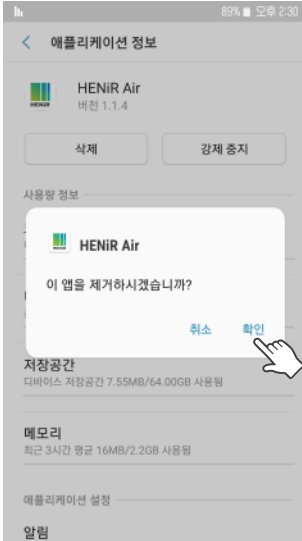 89% 오후 2:30
애플리케이션 정보
HENiR Air
버전 1.1.4
HENiR
삭제
강제 중지
사용량 정보
HENiR Air
이 앱을 제거하시겠습니까?
취소
확인
저장공간
디바이스 저장공간 7.55MB/64.00GB 사용됨
메모리
최근 3시간 평균 16MB/2.2GB 사용됨
애플리케이션 설정
알림